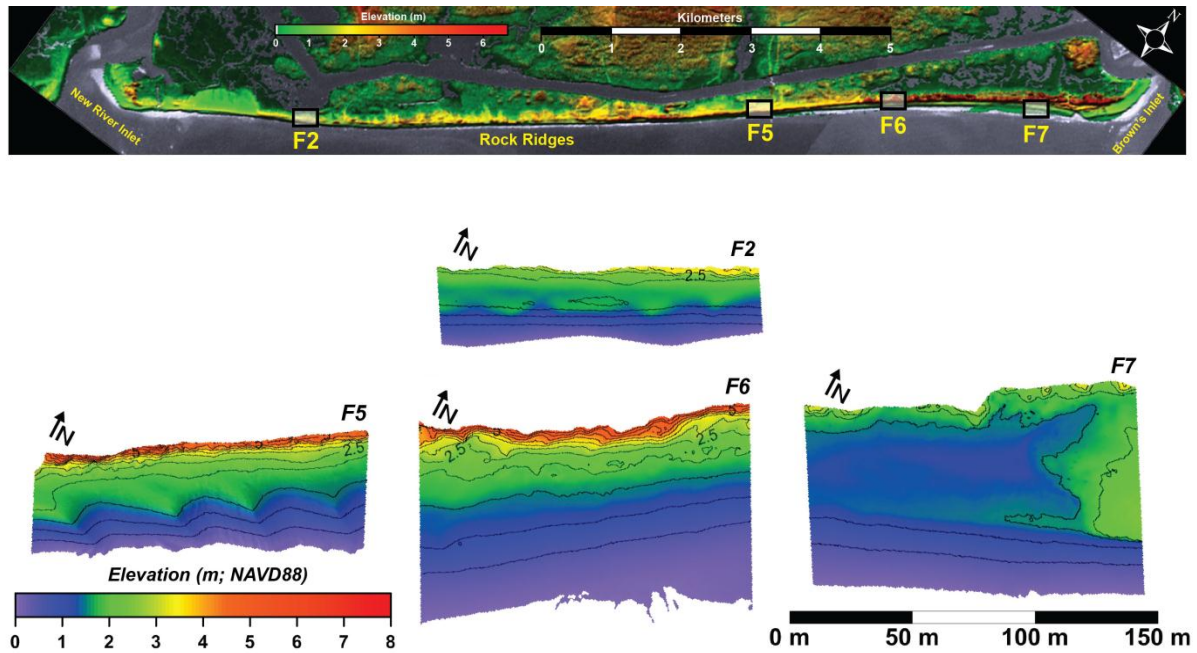 Elevation (m)
0 1 2 3 4 5 6
Kilometers
0 1 2 3 4 5
New River Inlet
F2
Rock Ridges
F5
F6
F7
Brown's Inlet
N
F2
2.5
N
F5
5
2.5
N
F6
5
2.5
2.5
N
F7
Elevation (m; NAVD88)
0 1 2 3 4 5 6 7 8
0 m 50 m 100 m 150 m